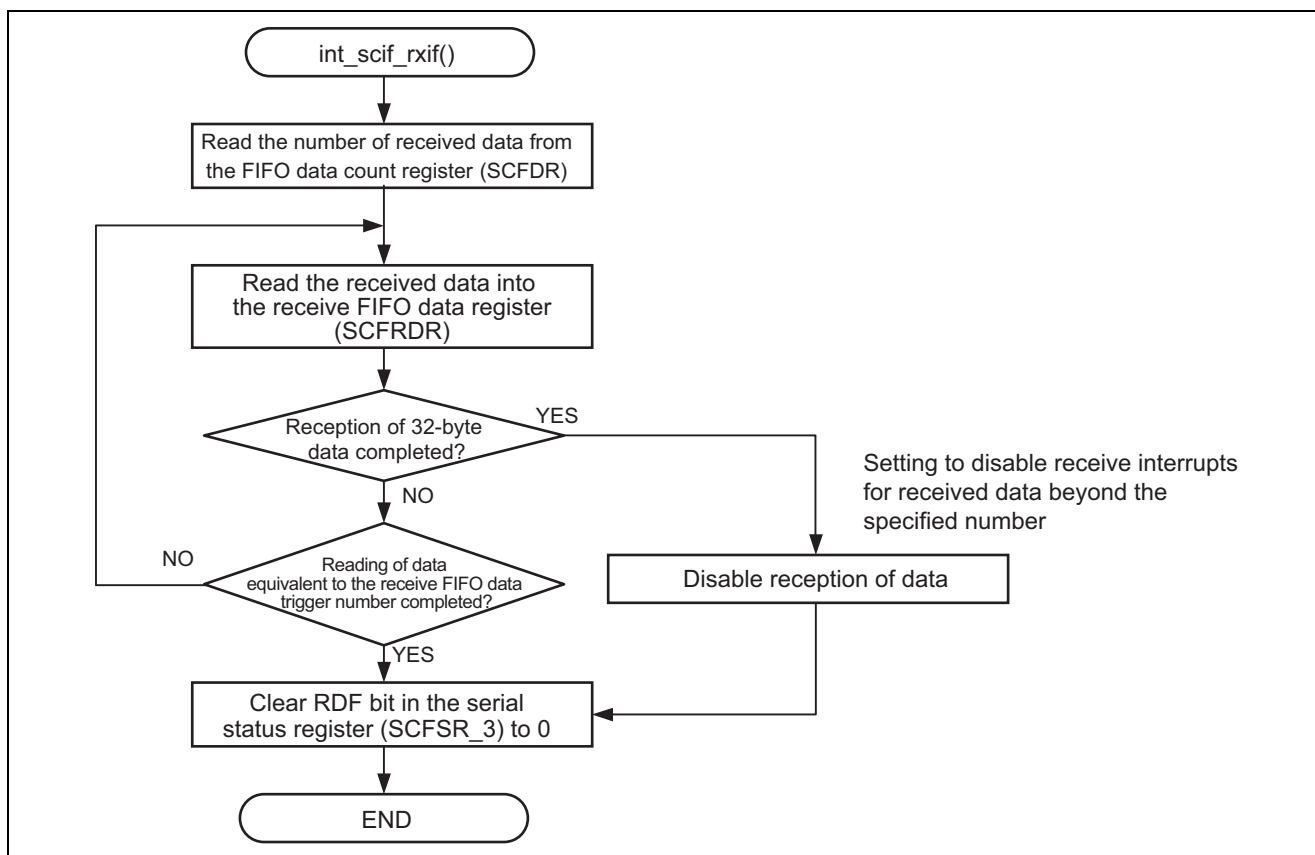 int_scif_rxif()
Read the number of received data from
the FIFO data count register (SCFDR)
Read the received data into
the receive FIFO data register
(SCFRDR)
Reception of 32-byte
data completed?
YES
NO
Setting to disable receive interrupts
for received data beyond the
specified number
Reading of data
equivalent to the receive FIFO data
trigger number completed?
NO
YES
Disable reception of data
Clear RDF bit in the serial
status register (SCFSR_3) to 0
END